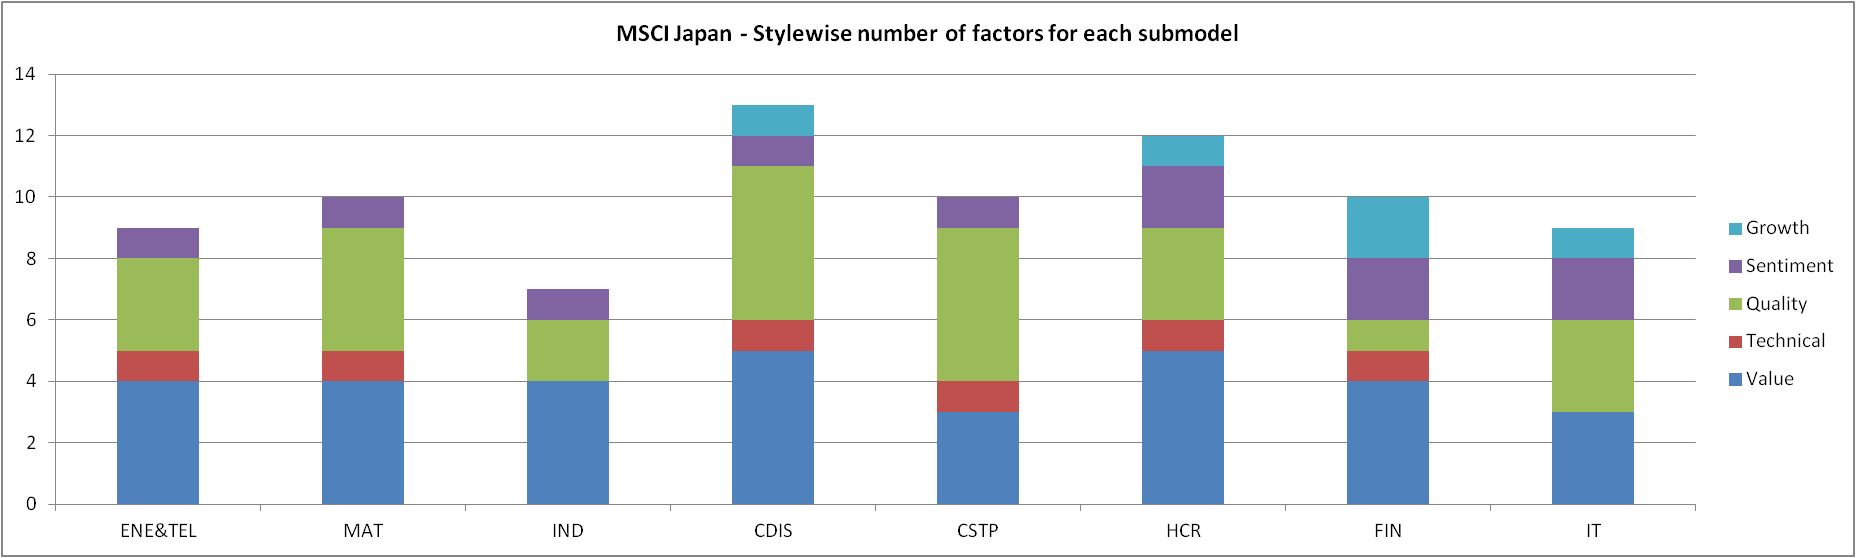 MSCI Japan - Stylewise number of factors for each submodel
14
12
10
8
6
4
2
0
ENE&TEL MAT IND CDIS CSTP HCR FIN IT
Growth
Sentiment
Quality
Technical
Value